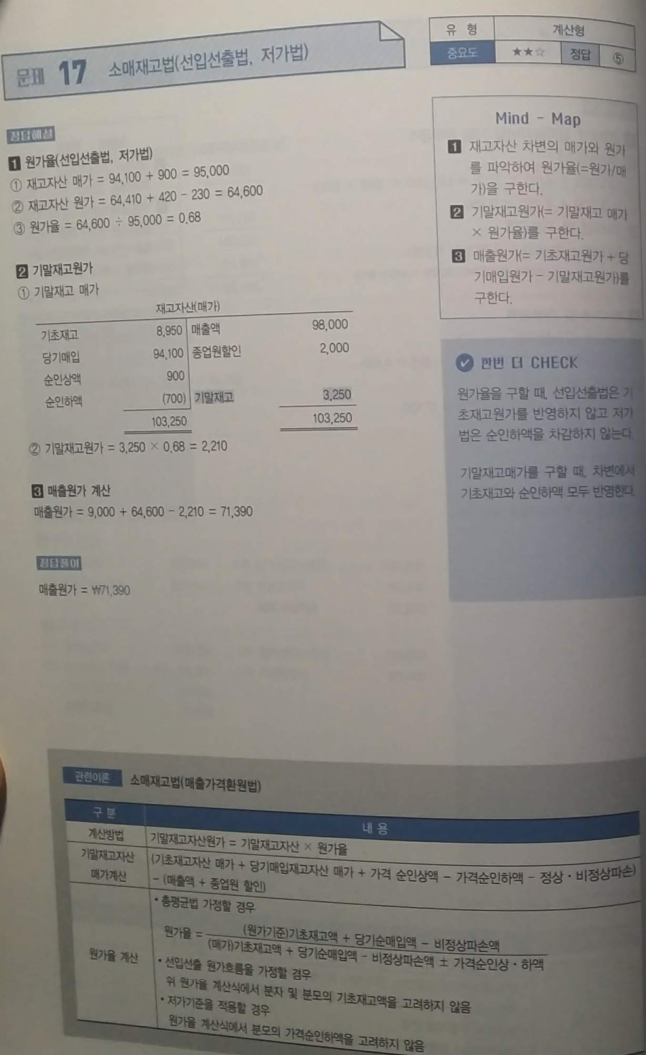 문제 17 소매재고법(선입선출법, 저가법)
유 형 계산형
중요도 ★★☆ 정답 ⑤
정답해설
1 원가율(선입선출법, 저가법)
① 재고자산 매가 = 94,100 + 900 = 95,000
② 재고자산 원가 = 64,410 + 420 - 230 = 64,600
③ 원가율 = 64,600 ÷ 95,000 = 0.68
2 기말재고원가
① 기말재고 매가
재고자산(매가)
기초재고 8,950 매출액 98,000
당기매입 94,100 종업원할인 2,000
순인상액 900
순인하액 (700) 기말재고 3,250
103,250 103,250
② 기말재고원가 = 3,250 × 0.68 = 2,210
3 매출원가 계산
매출원가 = 9,000 + 64,600 - 2,210 = 71,390
정답풀이
매출원가 = ₩71,390
Mind - Map
1 재고자산 차변의 매가와 원가
를 파악하여 원가율(=원가/매
가)을 구한다.
2 기말재고원가(= 기말재고 매가
× 원가율)를 구한다.
3 매출원가(= 기초재고원가 + 당
기매입원가 - 기말재고원가)를
구한다.
한번 더 CHECK
원가율을 구할 때, 선입선출법은 기
초재고원가를 반영하지 않고 저가
법은 순인하액을 차감하지 않는다.
기말재고매가를 구할 때, 차변에서
기초재고와 순인하액 모두 반영한다.
관련이론 소매재고법(매출가격환원법)
구 분 내 용
계산방법 기말재고자산원가 = 기말재고자산 × 원가율
기말재고자산 (기초재고자산 매가 + 당기매입재고자산 매가 + 가격 순인상액 - 가격순인하액 - 정상·비정상파손)
매가계산 - (매출액 + 종업원 할인)
원가율 계산
• 총평균법 가정할 경우
원가율 = (원가기준)기초재고액 + 당기순매입액 - 비정상파손액
(매가)기초재고액 + 당기순매입액 - 비정상파손액 ± 가격순인상·하액
• 선입선출 원가흐름을 가정할 경우
위 원가율 계산식에서 분자 및 분모의 기초재고액을 고려하지 않음
• 저가기준을 적용할 경우
원가율 계산식에서 분모의 가격순인하액을 고려하지 않음